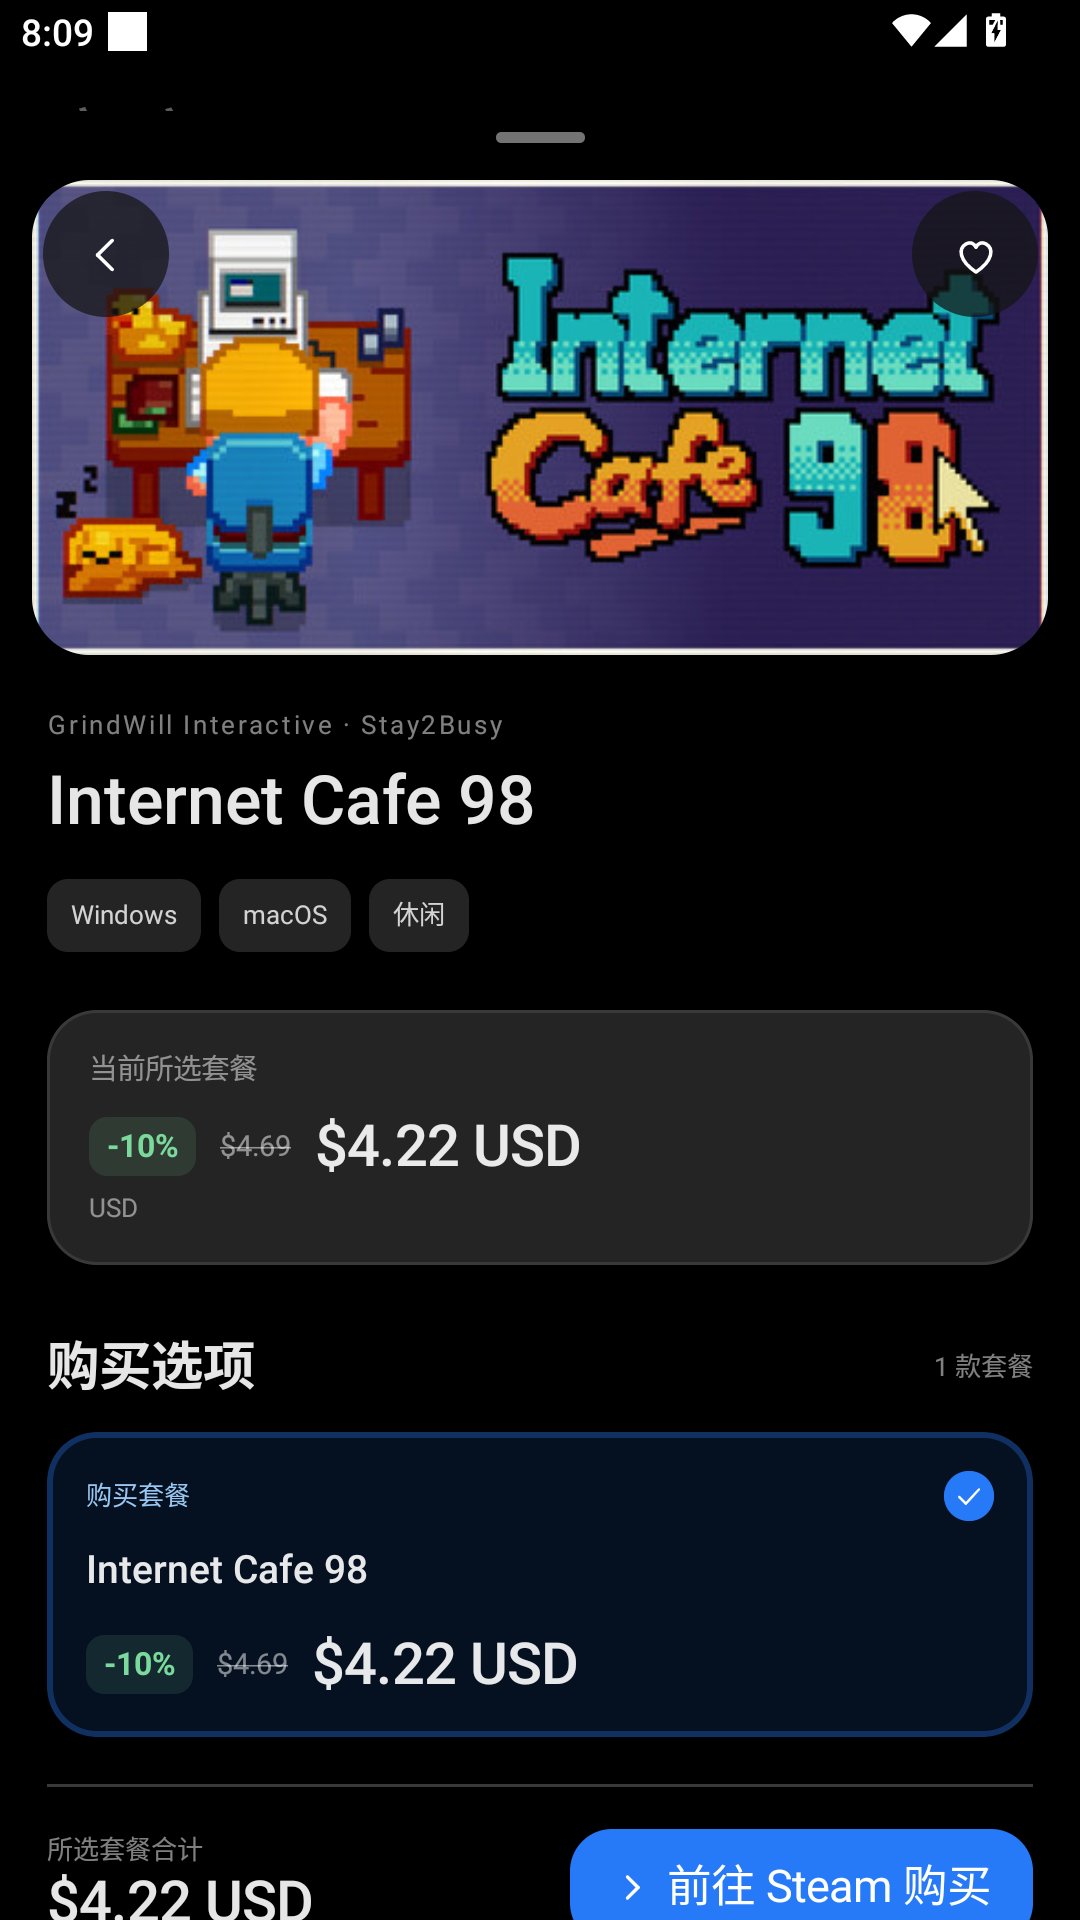 8:09
Internet
Cafe 98
z z
GrindWill Interactive · Stay2Busy
Internet Cafe 98
Windows macOS 休闲
当前所选套餐
-10% $4.69 $4.22 USD
USD
购买选项 1 款套餐
购买套餐
Internet Cafe 98
-10% $4.69 $4.22 USD
所选套餐合计
$4.22 USD
前往 Steam 购买